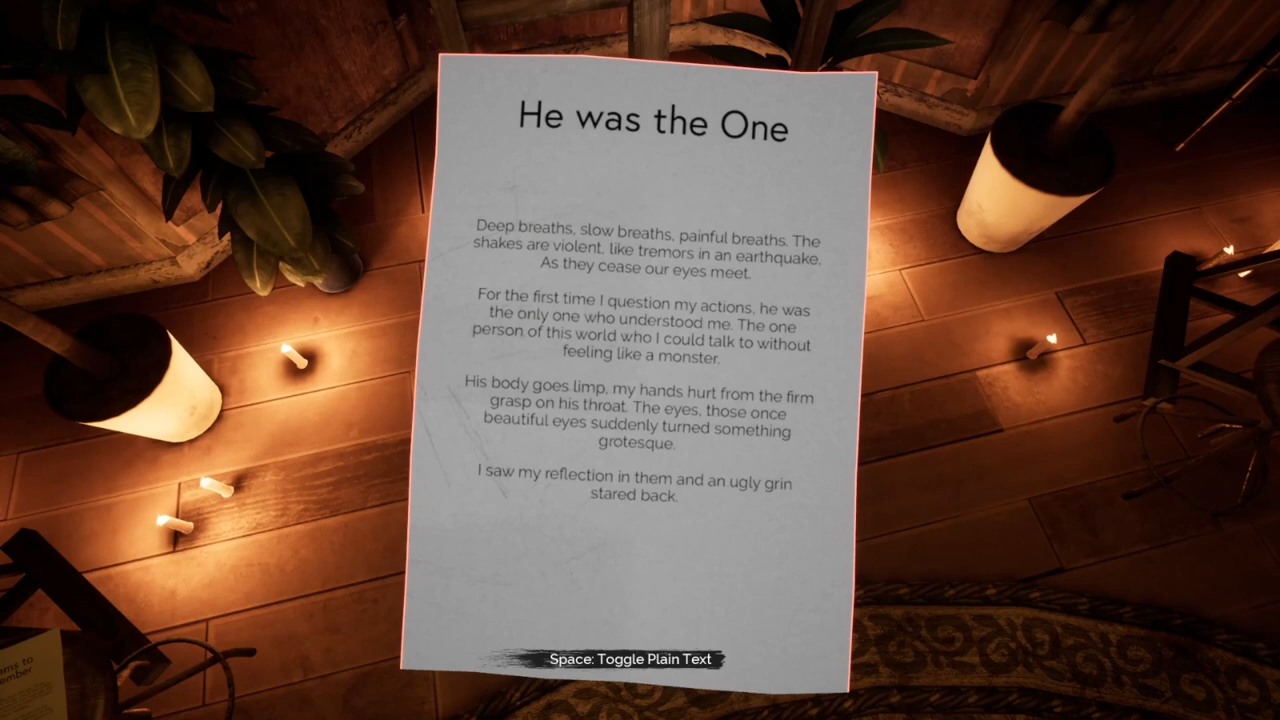 He was the One
Deep breaths, slow breaths, painful breaths. The
shakes are violent, like tremors in an earthquake.
As they cease our eyes meet.
For the first time I question my actions, he was
the only one who understood me. The one
person of this world who I could talk to without
feeling like a monster.
His body goes limp, my hands hurt from the firm
grasp on his throat. The eyes, those once
beautiful eyes suddenly turned something
grotesque.
I saw my reflection in them and an ugly grin
stared back.
Space: Toggle Plain Text